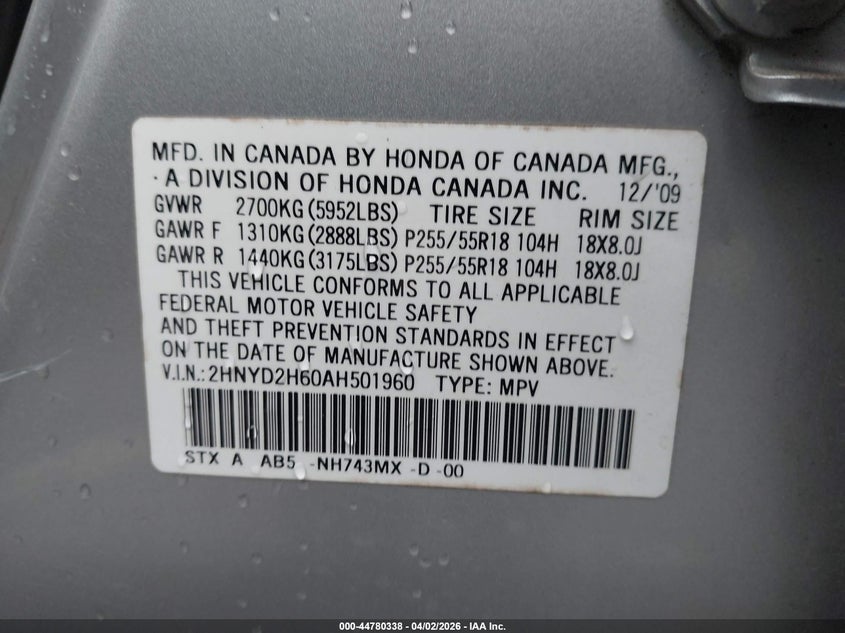 MFD. IN CANADA BY HONDA OF CANADA MFG.,
A DIVISION OF HONDA CANADA INC. 12/'09
GVWR 2700KG(5952LBS) TIRE SIZE RIM SIZE
GAWR F 1310KG(2888LBS) P255/55R18 104H 18X8.0J
GAWR R 1440KG(3175LBS) P255/55R18 104H 18X8.0J
THIS VEHICLE CONFORMS TO ALL APPLICABLE
FEDERAL MOTOR VEHICLE SAFETY
AND THEFT PREVENTION STANDARDS IN EFFECT
ON THE DATE OF MANUFACTURE SHOWN ABOVE.
V.I.N.:2HNYD2H60AH501960 TYPE: MPV
STX A AB5 -NH743MX -D -00
000-44780338 - 04/02/2026 - IAA Inc.